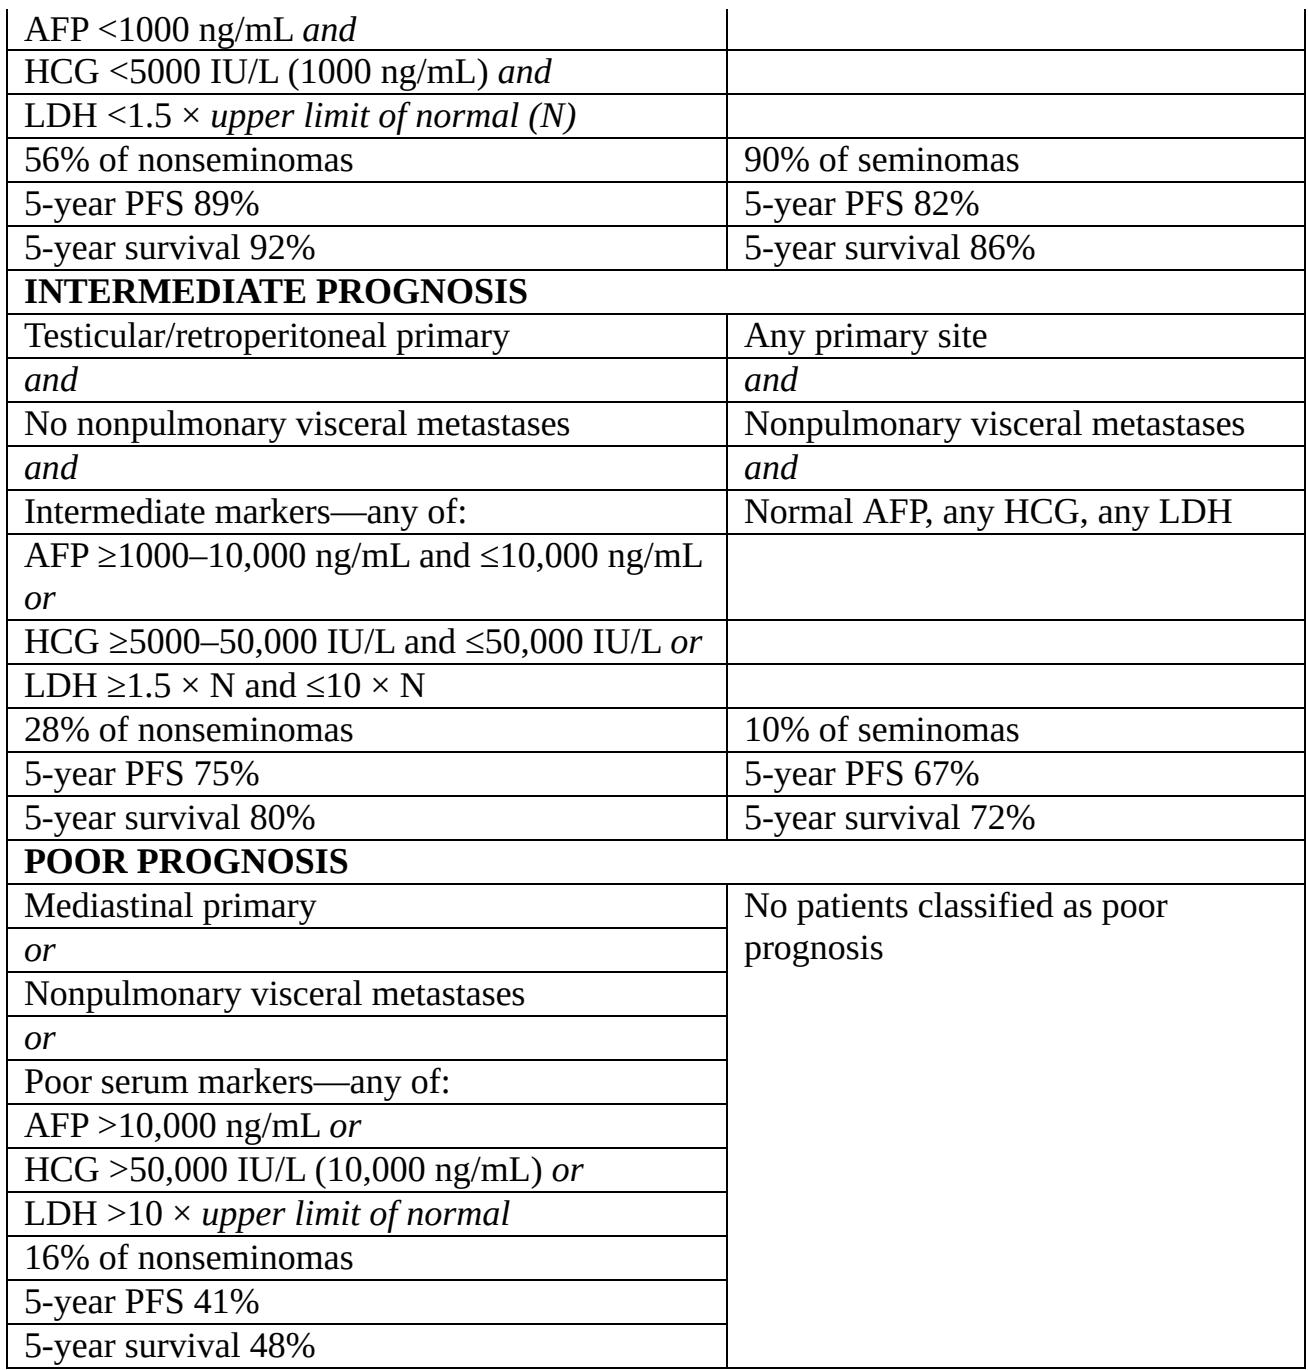 AFP <1000 ng/mL and
HCG <5000 IU/L (1000 ng/mL) and
LDH <1.5 × upper limit of normal (N)
56% of nonseminomas
90% of seminomas
5-year PFS 89%
5-year PFS 82%
5-year survival 92%
5-year survival 86%
INTERMEDIATE PROGNOSIS
Testicular/retroperitoneal primary
Any primary site
and
and
No nonpulmonary visceral metastases
Nonpulmonary visceral metastases
and
and
Intermediate markers—any of:
Normal AFP, any HCG, any LDH
AFP ≥1000–10,000 ng/mL and ≤10,000 ng/mL
or
HCG ≥5000–50,000 IU/L and ≤50,000 IU/L or
LDH ≥1.5 × N and ≤10 × N
28% of nonseminomas
10% of seminomas
5-year PFS 75%
5-year PFS 67%
5-year survival 80%
5-year survival 72%
POOR PROGNOSIS
Mediastinal primary
No patients classified as poor
prognosis
or
Nonpulmonary visceral metastases
or
Poor serum markers—any of:
AFP >10,000 ng/mL or
HCG >50,000 IU/L (10,000 ng/mL) or
LDH >10 × upper limit of normal
16% of nonseminomas
5-year PFS 41%
5-year survival 48%